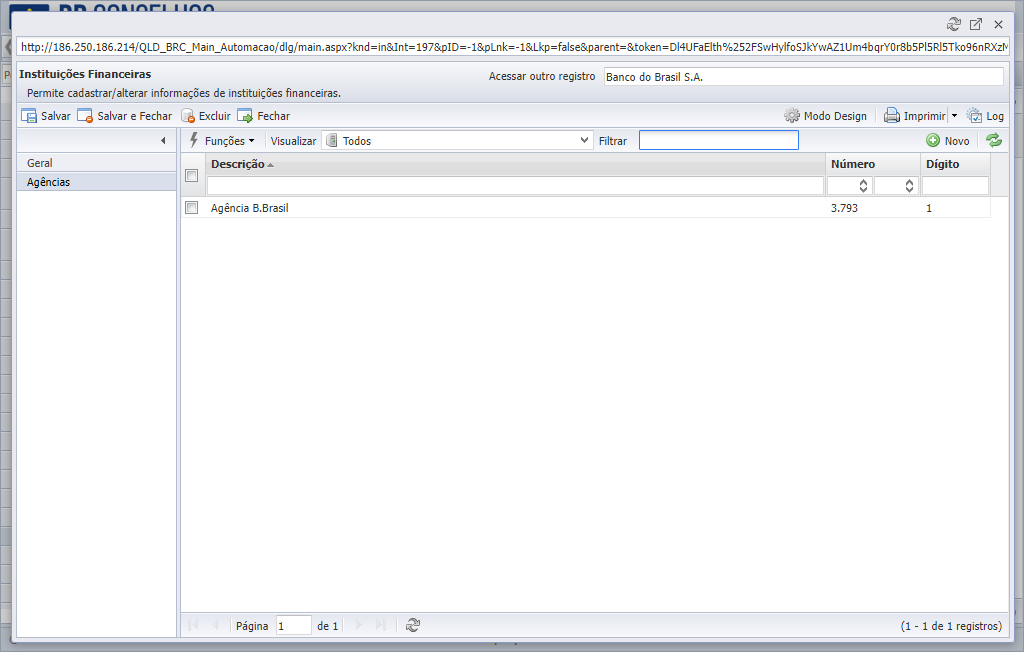 http://186.250.186.214/QLD_BRC_Main_Automacao/dlg/main.aspx?knd=in&Int=197&pID=-1&pLnk=-1&Lkp=false&parent=&token=Dl4UFaElth%252FSwHylfoSJkYwAZ1Um4bqrY0r8b5Pl5Rl5Tko96nRXzM
Instituições Financeiras Acessar outro registro Banco do Brasil S.A.
Permite cadastrar/alterar informações de instituições financeiras.
Salvar Salvar e Fechar Excluir Fechar Modo Design Imprimir Log
Funções Visualizar Todos Filtrar Novo
Geral
Agências
Descrição Número Dígito
Agência B.Brasil 3.793 1
Página 1 de 1 (1 - 1 de 1 registros)